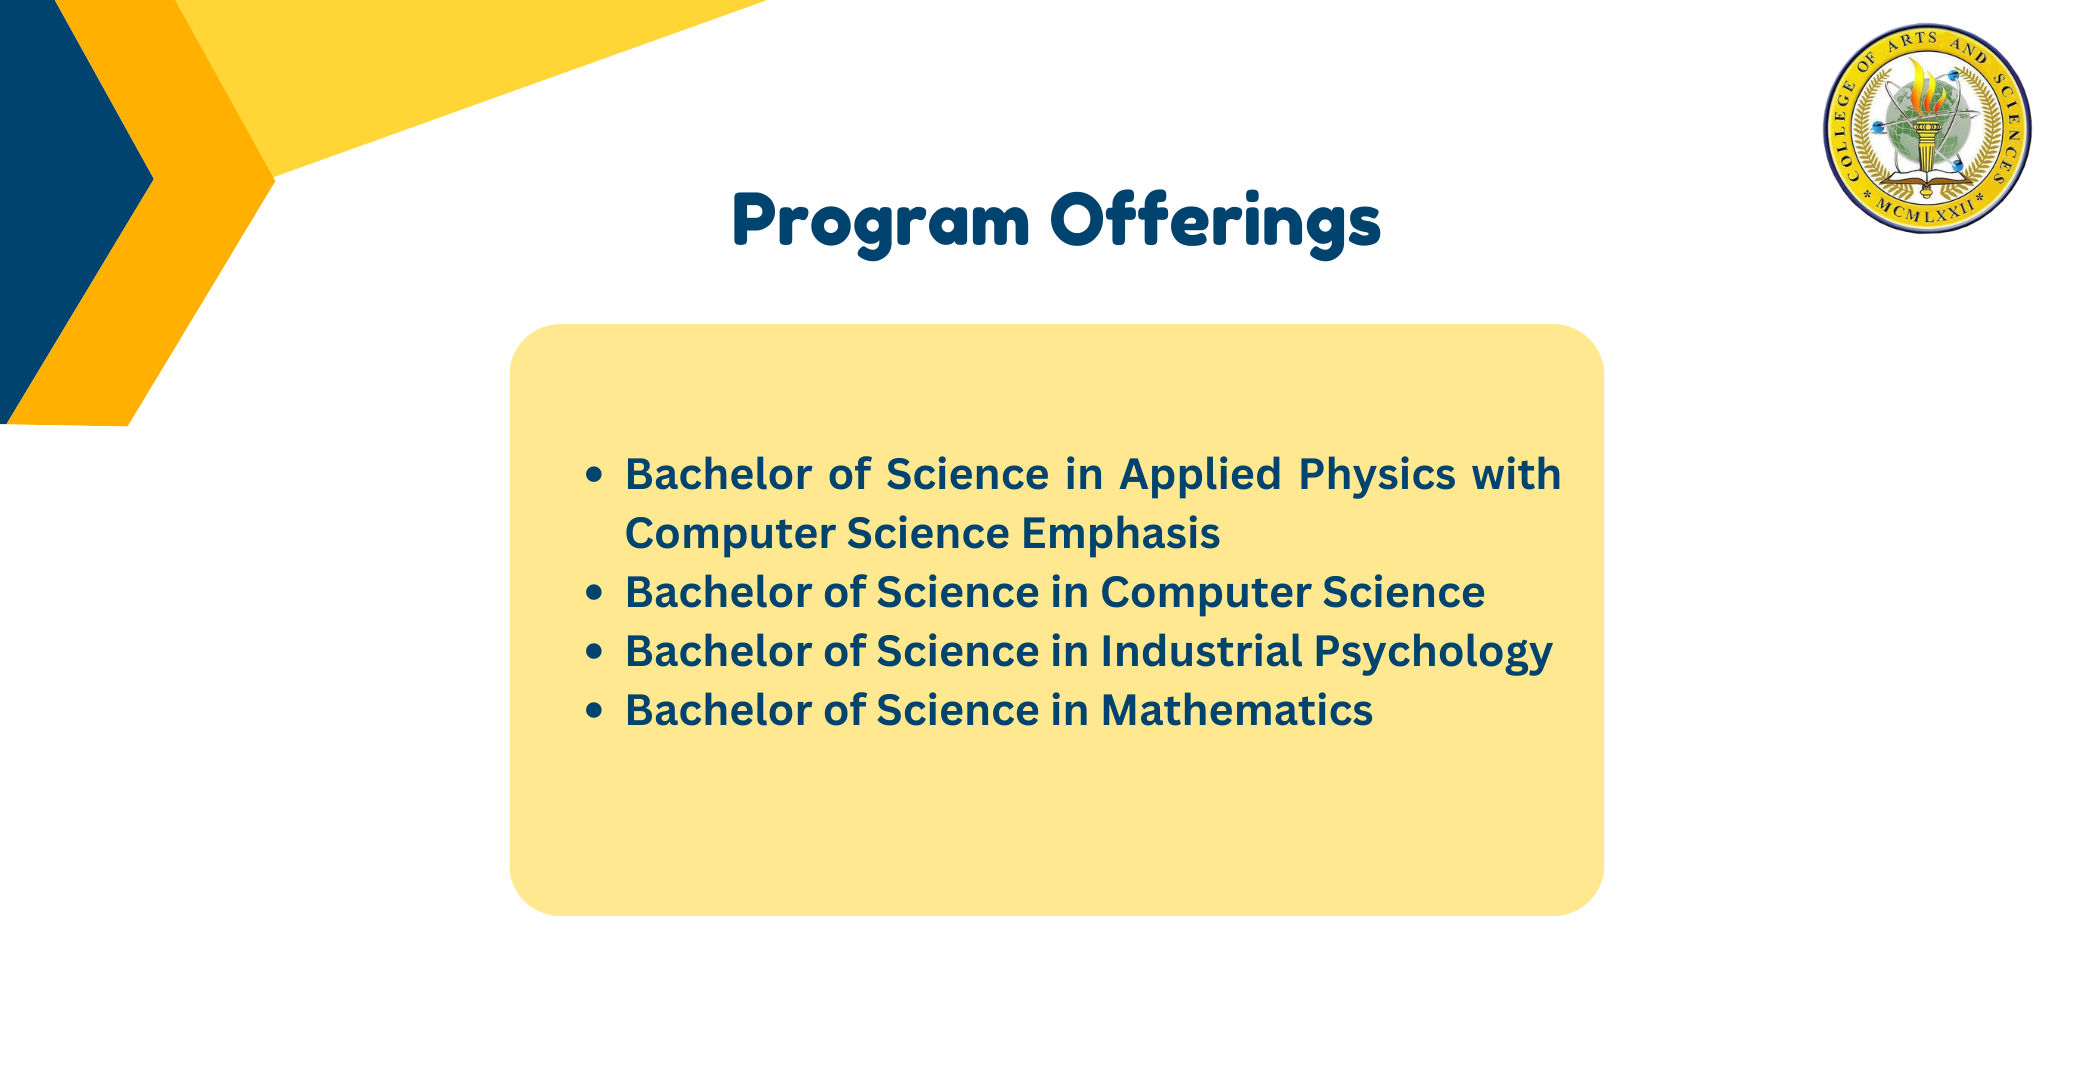 COLLEGE OF ARTS AND SCIENCES
* MCMLXXII *
Program Offerings
• Bachelor of Science in Applied Physics with
Computer Science Emphasis
• Bachelor of Science in Computer Science
• Bachelor of Science in Industrial Psychology
• Bachelor of Science in Mathematics